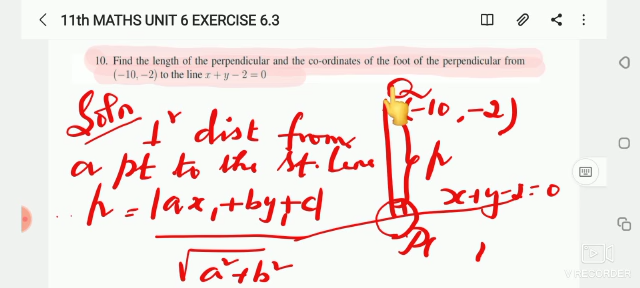 11th MATHS UNIT 6 EXERCISE 6.3
10. Find the length of the perpendicular and the co-ordinates of the foot of the perpendicular from
(−10, −2) to the line x + y − 2 = 0
Soln
⊥r dist from
a pt to the st. line
p = |ax₁+by₁+c|
√a²+b²
Q
(-10, -2)
p
x+y-2=0
V RECORDER